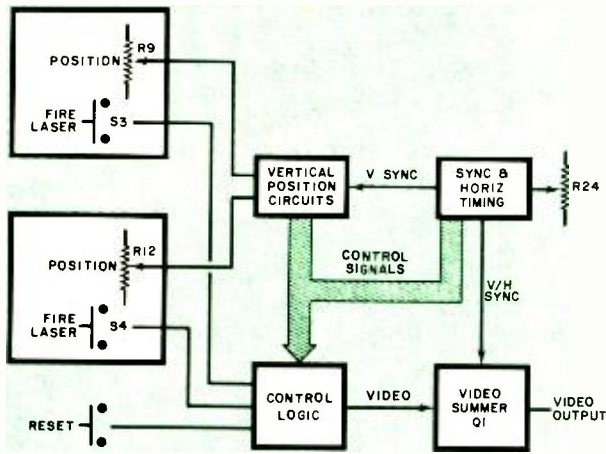 POSITION
R9
FIRE
LASER
S3
VERTICAL
POSITION
CIRCUITS
V SYNC
SYNC &
HORIZ
TIMING
R24
POSITION
R12
CONTROL
SIGNALS
V/H
SYNC
FIRE
LASER
S4
CONTROL
LOGIC
VIDEO
VIDEO
SUMMER
Q1
VIDEO
OUTPUT
RESET